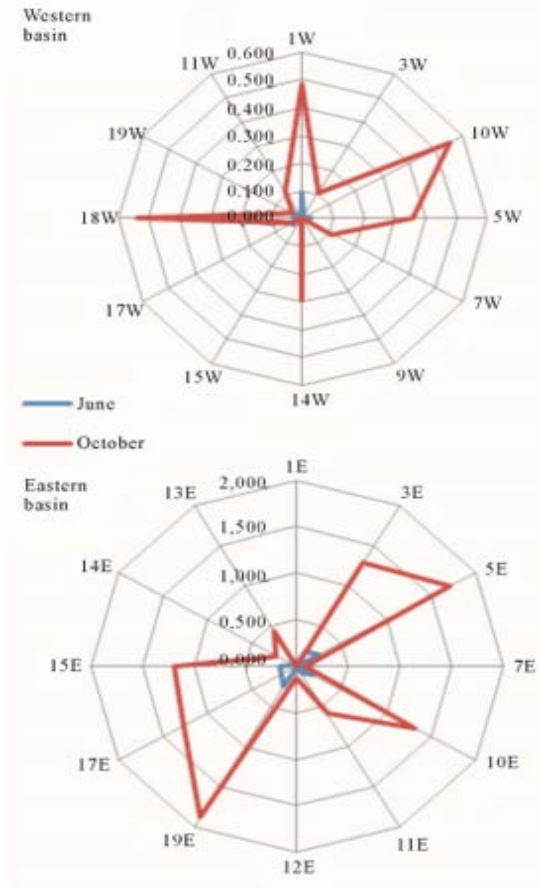 Western
basin
1W
0.600
11W
3W
0.500
0.400
19W
10W
0.300
0.200
0.100
18W
0.000
5W
17W
7W
15W
9W
14W
June
October
Eastern
basin
1E
2,000
13E
3E
1,500
14E
5E
1,000
0,500
15E
0,000
7E
17E
10E
19E
11E
12E